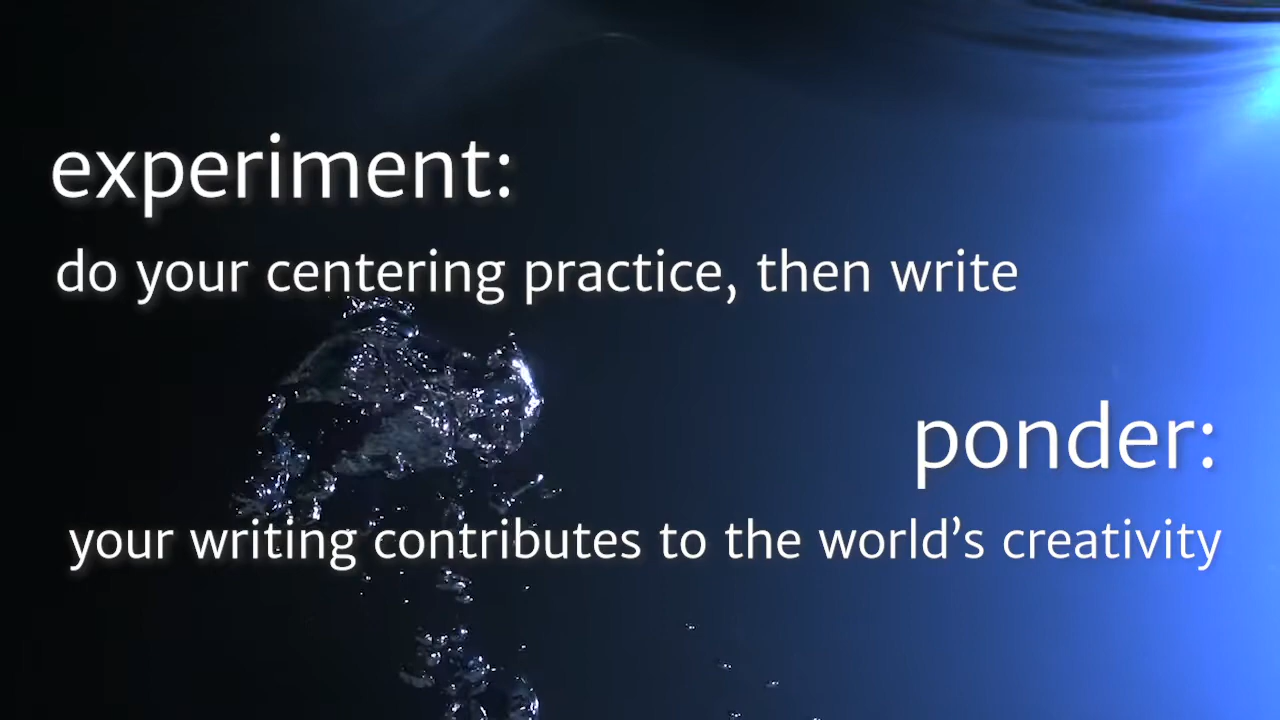 experiment:
do your centering practice, then write
ponder:
your writing contributes to the world’s creativity